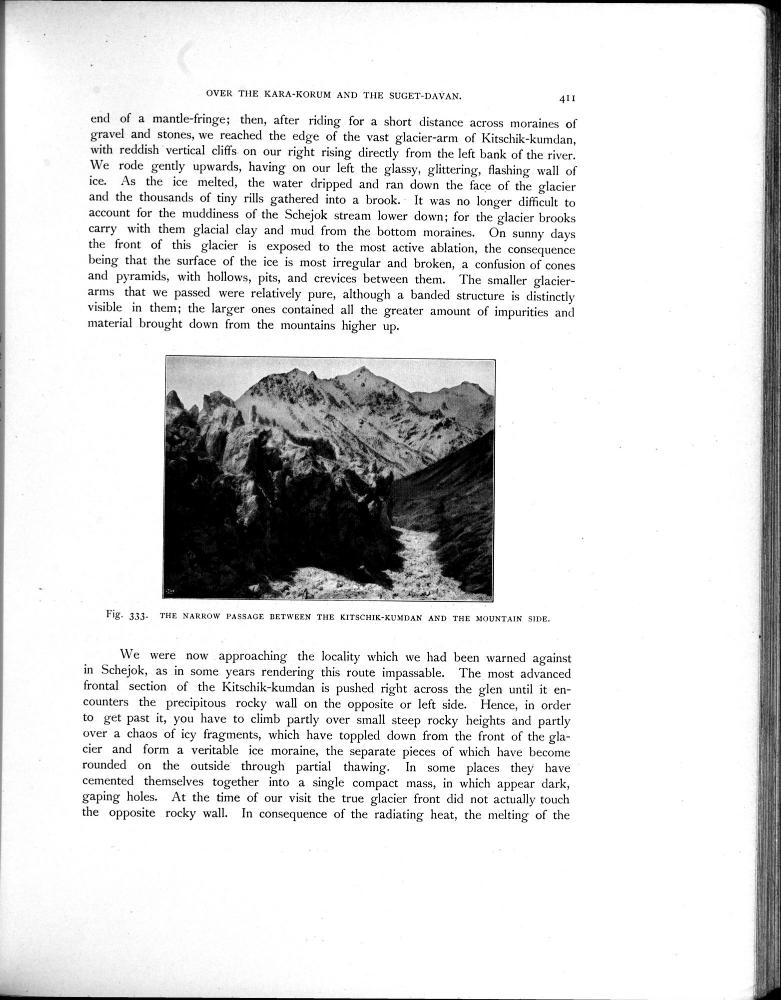 OVER THE KARA-KORUM AND THE SUGET-DAVAN.
411
end of a mantle-fringe; then, after riding for a short distance across moraines of
gravel and stones, we reached the edge of the vast glacier-arm of Kitschik-kumdan,
with reddish vertical cliffs on our right rising directly from the left bank of the river.
We rode gently upwards, having on our left the glassy, glittering, flashing wall of
ice. As the ice melted, the water dripped and ran down the face of the glacier
and the thousands of tiny rills gathered into a brook. It was no longer difficult to
account for the muddiness of the Schejok stream lower down; for the glacier brooks
carry with them glacial clay and mud from the bottom moraines. On sunny days
the front of this glacier is exposed to the most active ablation, the consequence
being that the surface of the ice is most irregular and broken, a confusion of cones
and pyramids, with hollows, pits, and crevices between them. The smaller glacier-
arms that we passed were relatively pure, although a banded structure is distinctly
visible in them; the larger ones contained all the greater amount of impurities and
material brought down from the mountains higher up.
Fig. 333. THE NARROW PASSAGE BETWEEN THE KITSCHIK-KUMDAN AND THE MOUNTAIN SIDE.
We were now approaching the locality which we had been warned against
in Schejok, as in some years rendering this route impassable. The most advanced
frontal section of the Kitschik-kumdan is pushed right across the glen until it en-
counters the precipitous rocky wall on the opposite or left side. Hence, in order
to get past it, you have to climb partly over small steep rocky heights and partly
over a chaos of icy fragments, which have toppled down from the front of the gla-
cier and form a veritable ice moraine, the separate pieces of which have become
rounded on the outside through partial thawing. In some places they have
cemented themselves together into a single compact mass, in which appear dark,
gaping holes. At the time of our visit the true glacier front did not actually touch
the opposite rocky wall. In consequence of the radiating heat, the melting of the